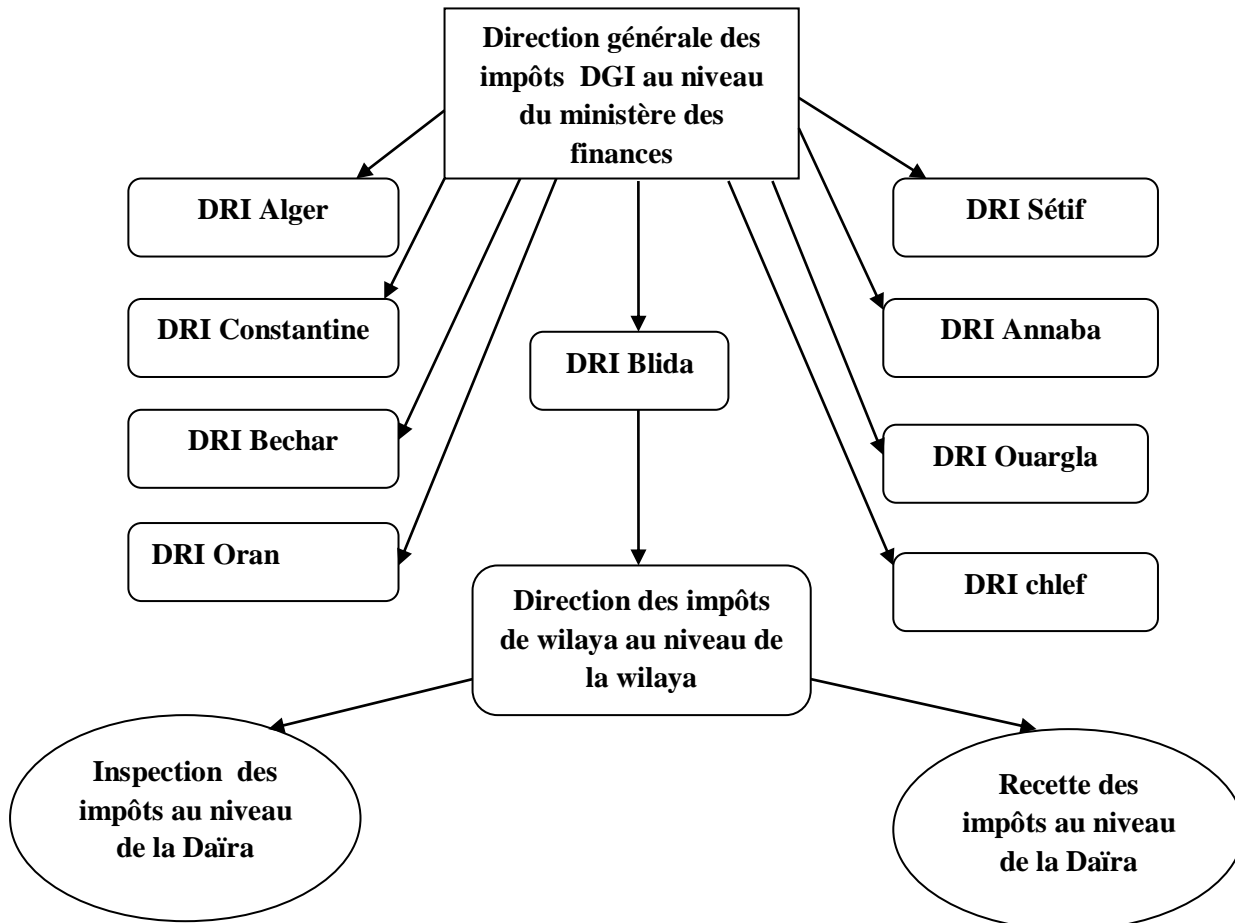 Direction générale des
impôts DGI au niveau
du ministère des
finances
DRI Alger
DRI Sétif
DRI Constantine
DRI Annaba
DRI Blida
DRI Bechar
DRI Ouargla
DRI Oran
DRI chlef
Direction des impôts
de wilaya au niveau de
la wilaya
Inspection des
impôts au niveau
de la Daïra
Recette des
impôts au niveau
de la Daïra